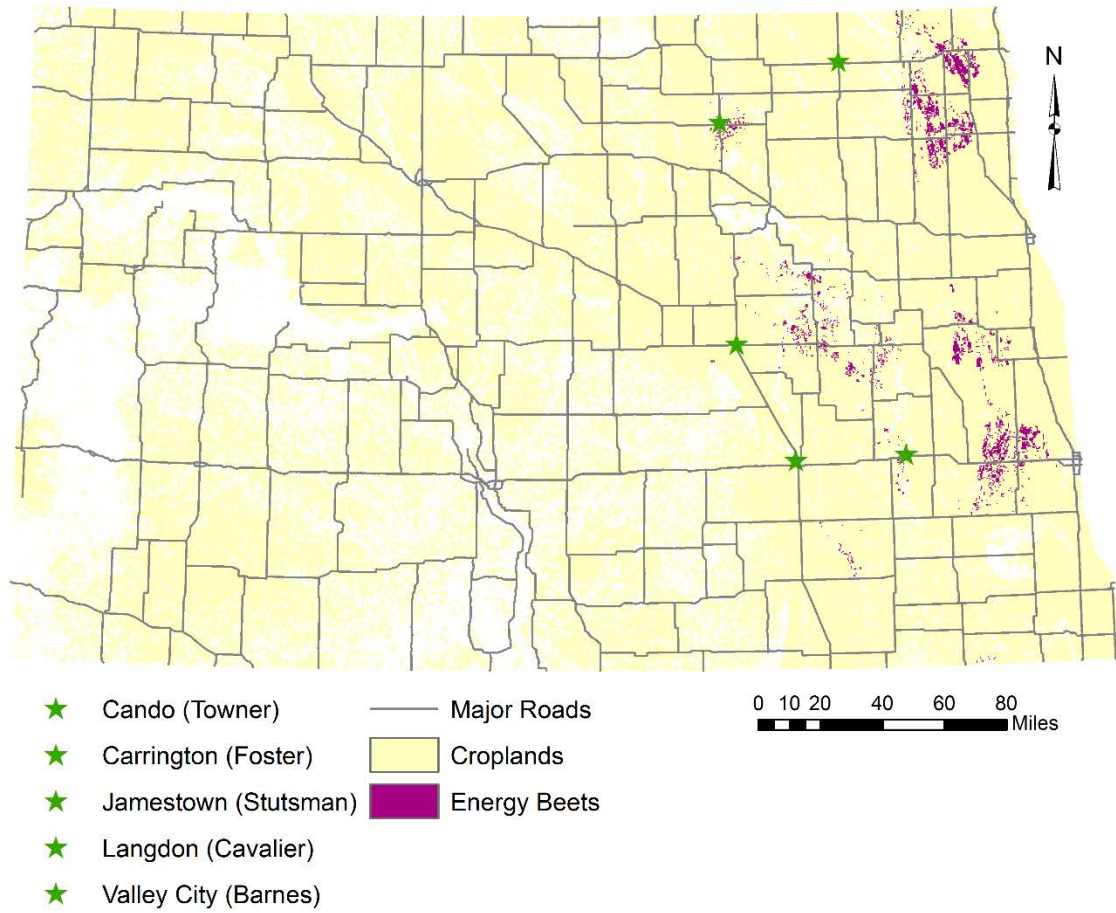 N
Cando (Towner)
Carrington (Foster)
Jamestown (Stutsman)
Langdon (Cavalier)
Valley City (Barnes)
Major Roads
Croplands
Energy Beets
0 10 20 40 60 80
Miles